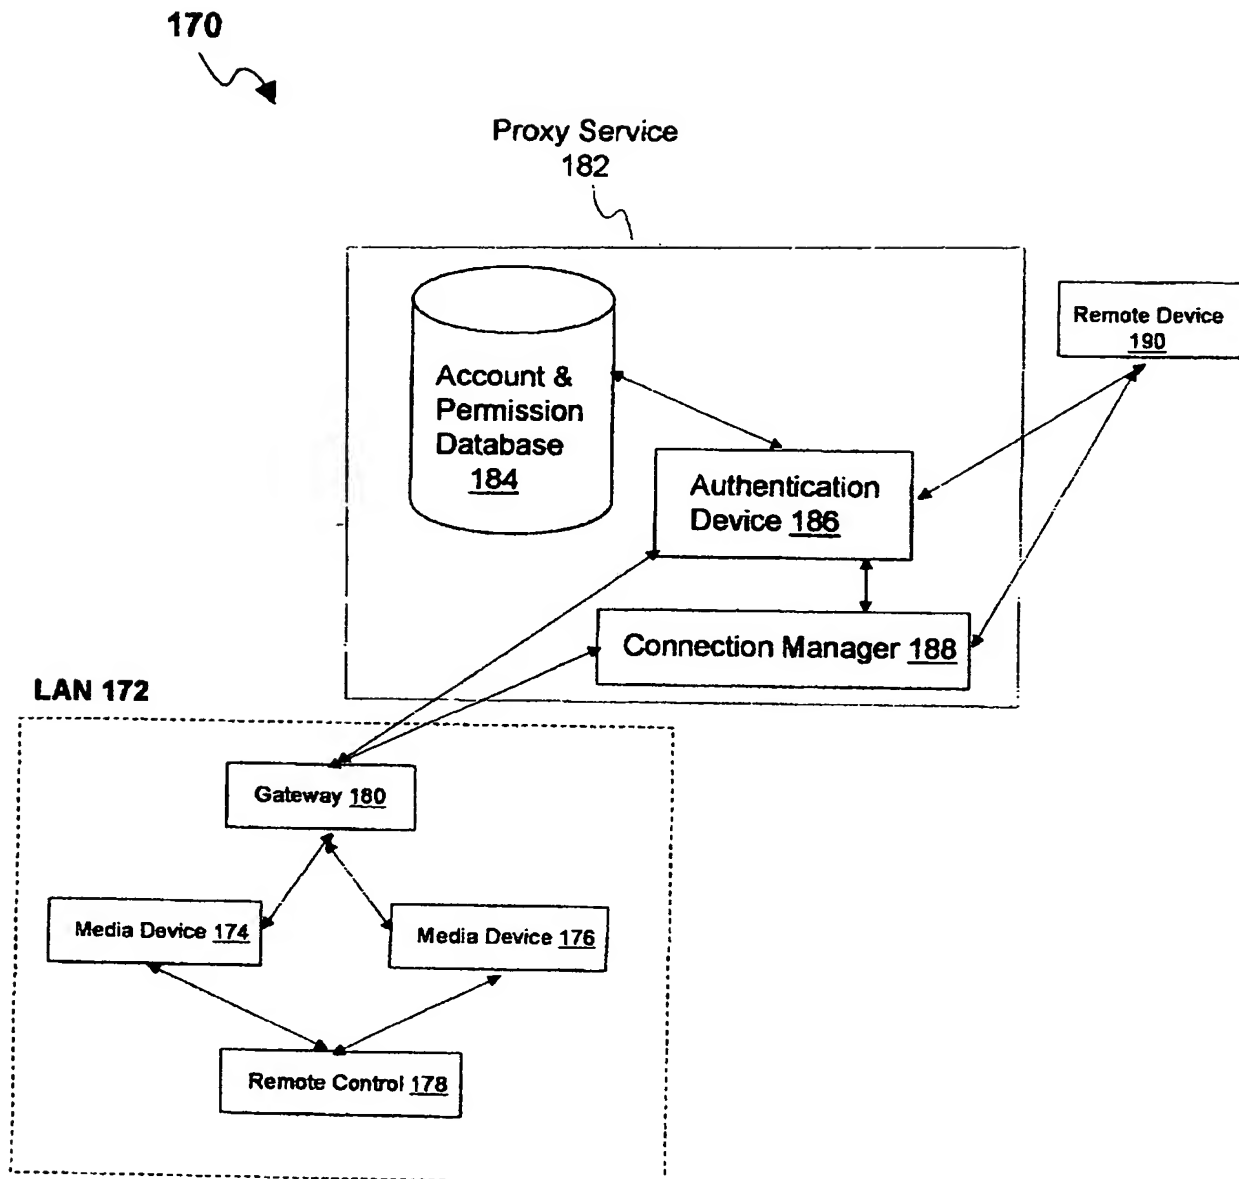 170
Proxy Service
182
Remote Device
190
Account &
Permission
Database
184
Authentication
Device 186
Connection Manager 188
LAN 172
Gateway 180
Media Device 174
Media Device 176
Remote Control 178